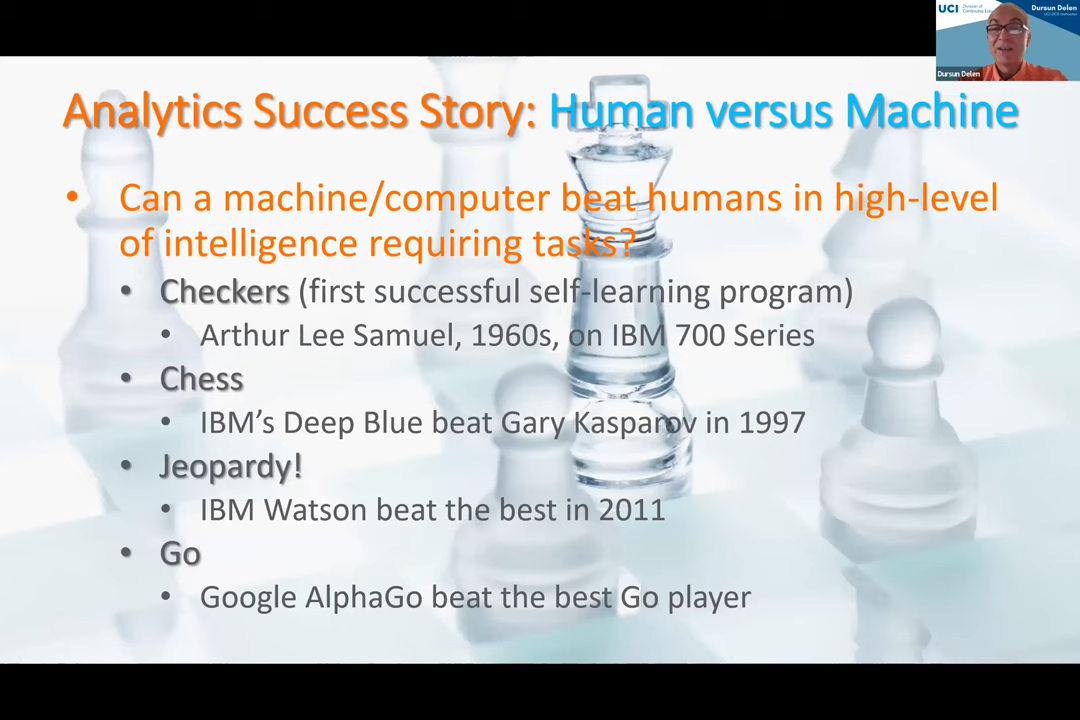 UCI Division of
Dursun Delen
Dursun Delen
Analytics Success Story: Human versus Machine
• Can a machine/computer beat humans in high-level
of intelligence requiring tasks?
• Checkers (first successful self-learning program)
• Arthur Lee Samuel, 1960s, on IBM 700 Series
• Chess
• IBM’s Deep Blue beat Gary Kasparov in 1997
• Jeopardy!
• IBM Watson beat the best in 2011
• Go
• Google AlphaGo beat the best Go player